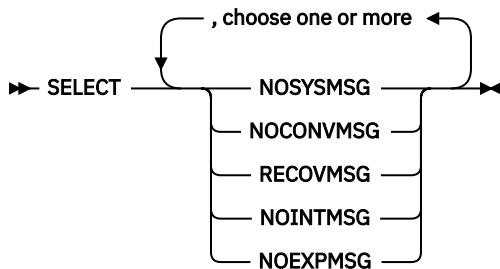 , choose one or more
SELECT NOSYSMSG
NOCONVMSG
RECOVMSG
NOINTMSG
NOEXPMSG